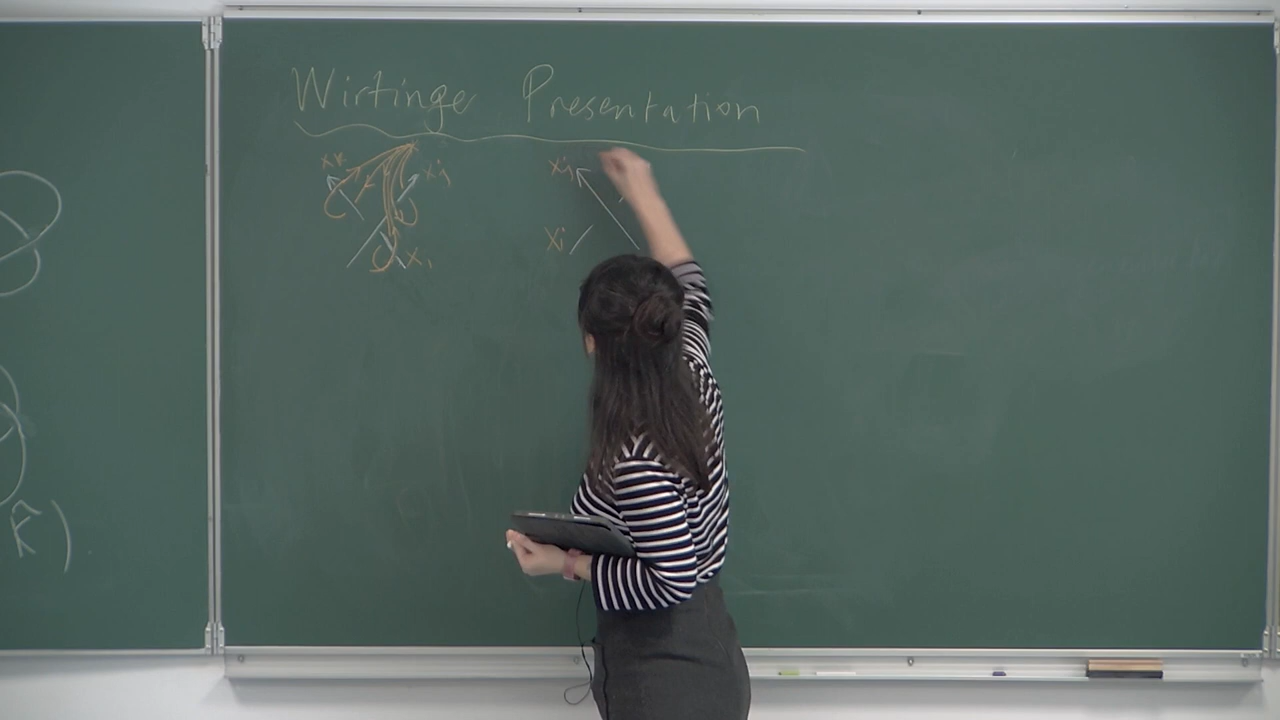 Wirtinge Presentation
xk xj xj
xi xi
K̂ )